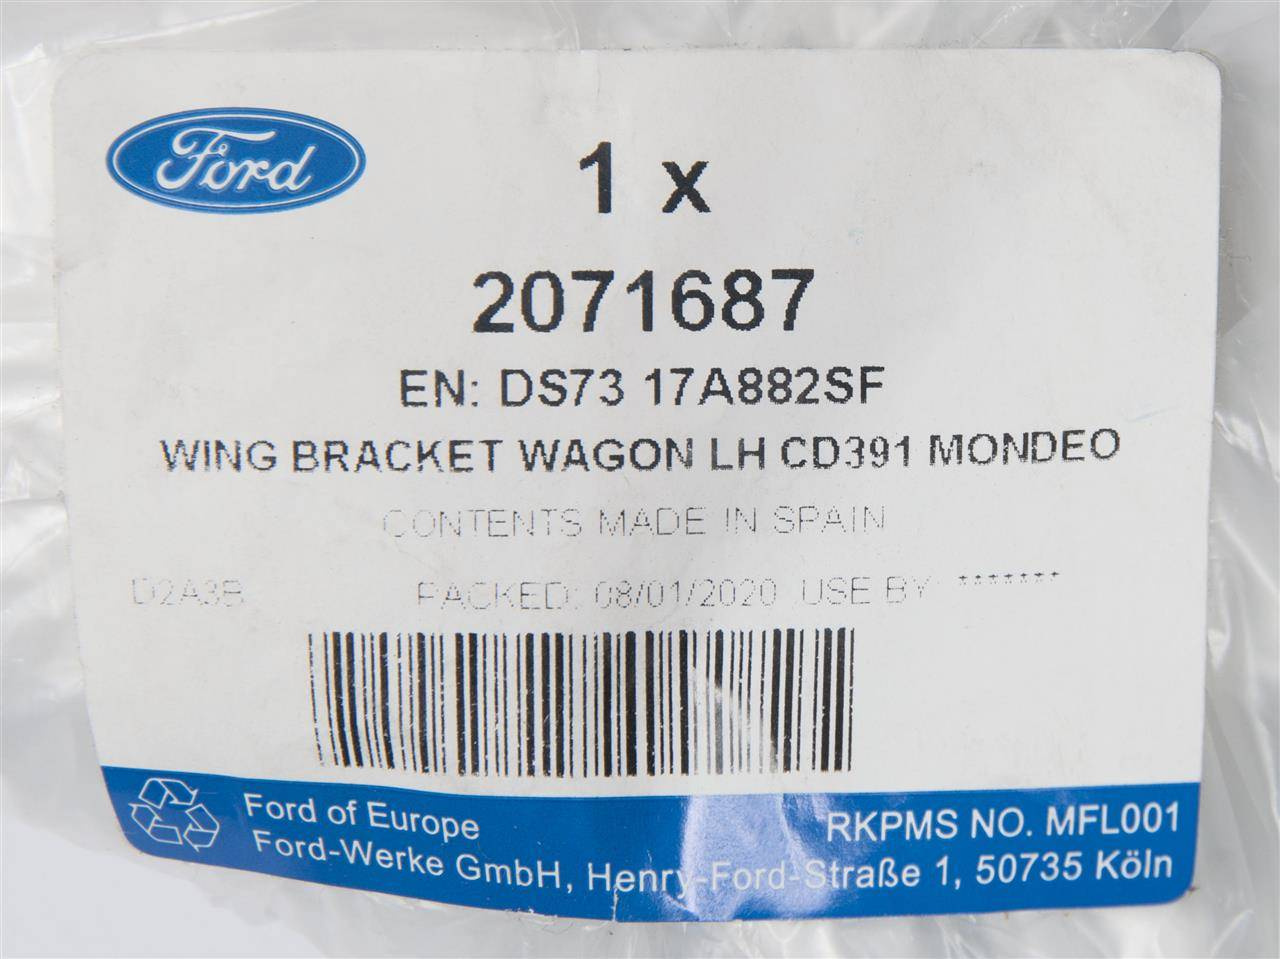 Ford
1 x
2071687
EN: DS73 17A882SF
WING BRACKET WAGON LH CD391 MONDEO
CONTENTS MADE IN SPAIN
D2A3B PACKED: 08/01/2020 USE BY *******
Ford of Europe RKPMS NO. MFL001
Ford-Werke GmbH, Henry-Ford-Straße 1, 50735 Köln